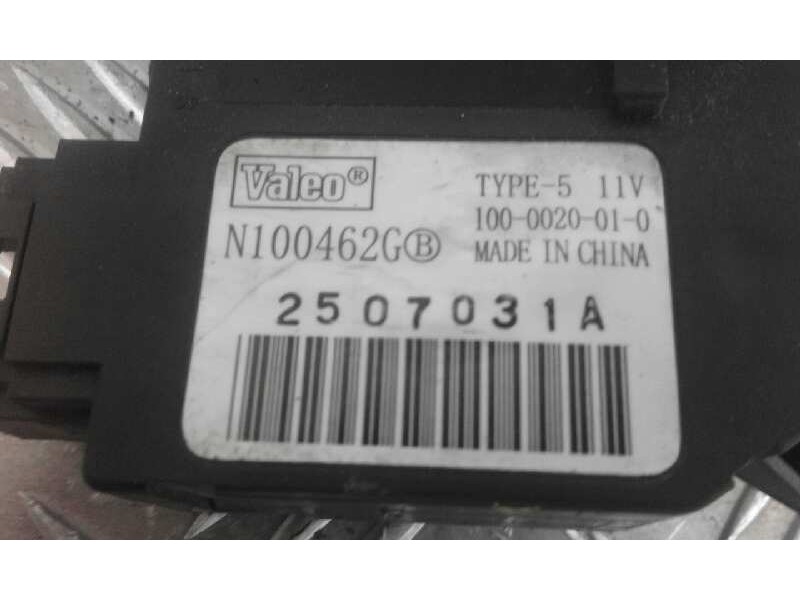 Valeo®
TYPE-5 11V
100-0020-01-0
N100462GⒷ
MADE IN CHINA
2507031A